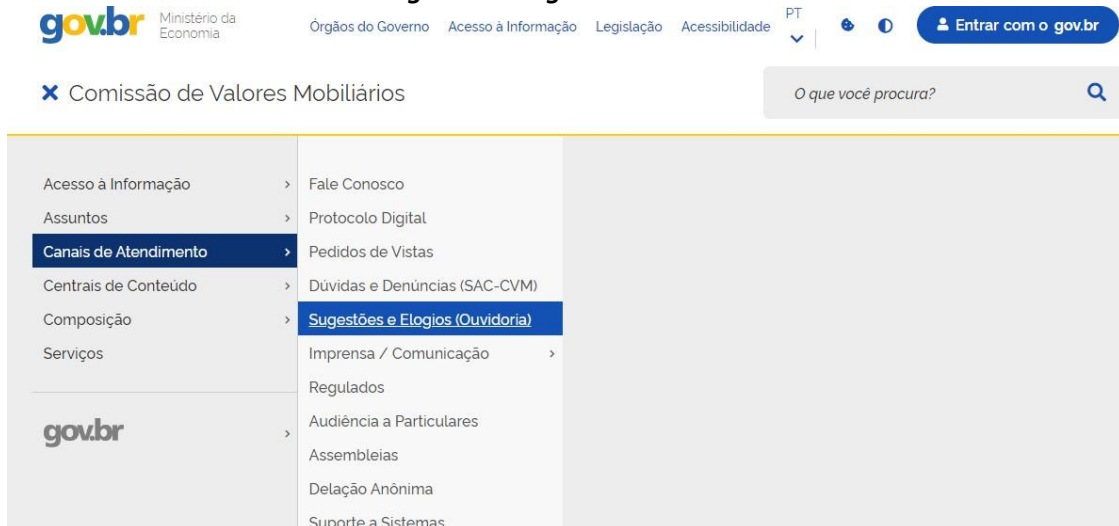 gov.br
Ministério da
Economia
Órgãos do Governo Acesso à Informação Legislação Acessibilidade
PT
Entrar com o gov.br
Comissão de Valores Mobiliários
O que você procura?
Acesso à Informação
Assuntos
Canais de Atendimento
Centrais de Conteúdo
Composição
Serviços
gov.br
Fale Conosco
Protocolo Digital
Pedidos de Vistas
Dúvidas e Denúncias (SAC-CVM)
Sugestões e Elogios (Ouvidoria)
Imprensa / Comunicação
Regulados
Audiência a Particulares
Assembleias
Delação Anônima
Suporte a Sistemas